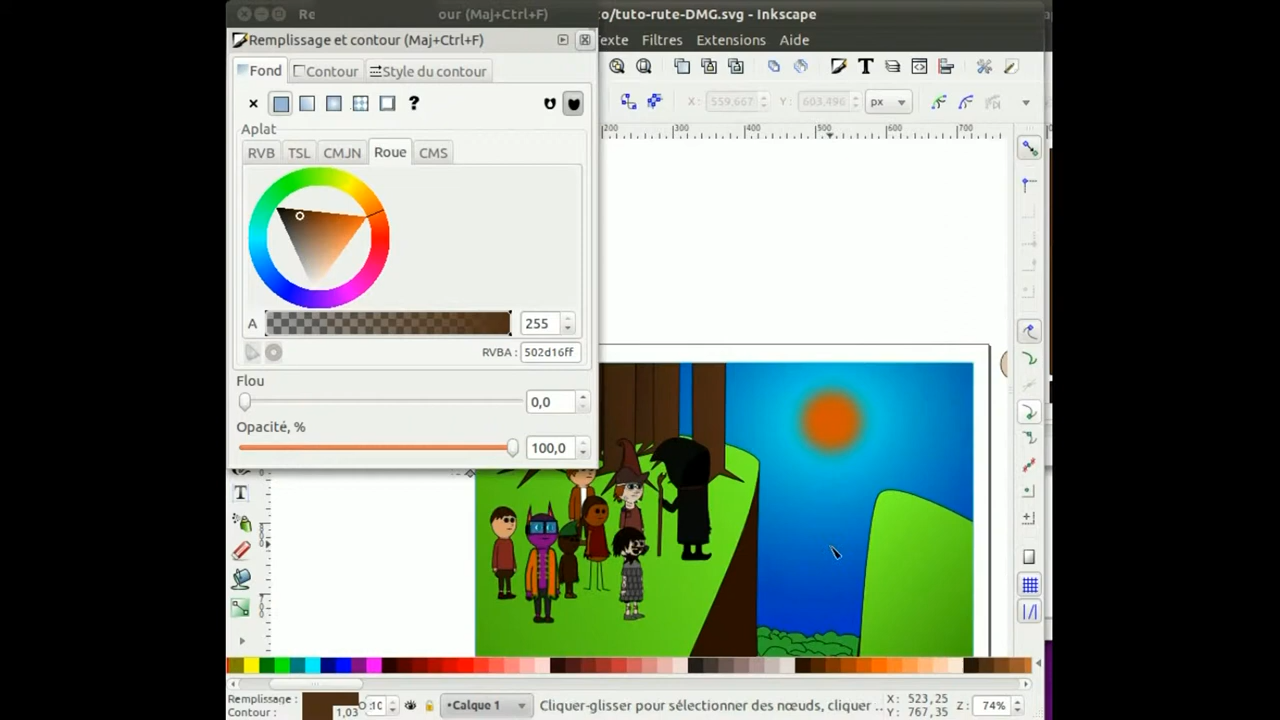 our (Maj+Ctrl+F)
to/tuto-rute-DMG.svg - Inkscape
Remplissage et contour (Maj+Ctrl+F)
exte Filtres Extensions Aide
Fond Contour Style du contour
X: 559,667 Y: 603,496 px
Aplat
200 300 400 500 600 700
RVB TSL CMJN Roue CMS
A 255
RVBA : 502d16ff
Flou
0,0
Opacité, %
100,0
Remplissage :
Contour : 1,03
O:10
•Calque 1
Cliquer-glisser pour sélectionner des nœuds, cliquer ...
X: 523,25
Y: 767,35
Z: 74%